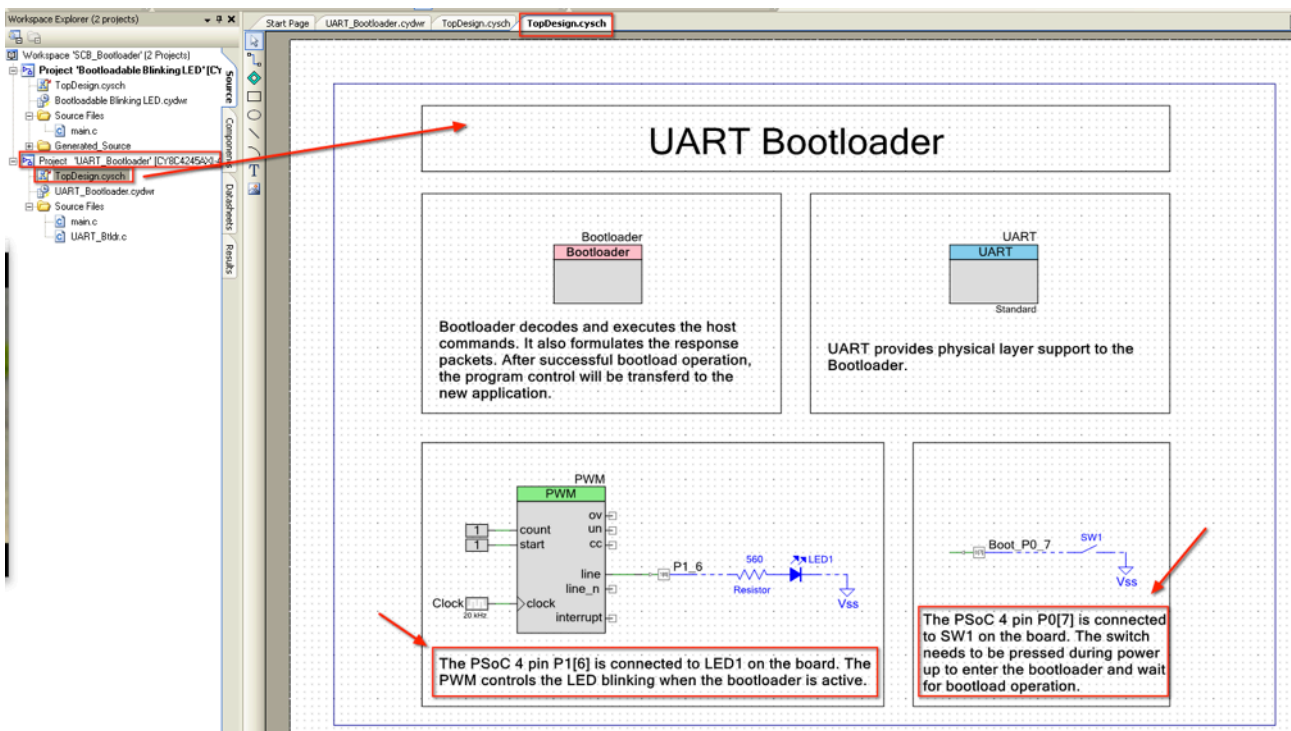 Workspace Explorer (2 projects)
Start Page
UART_Bootloader.cydwr
TopDesign.cysch
TopDesign.cysch
Workspace 'SCB_Bootloader' (2 Projects)
Project 'Bootloadable Blinking LED' [CY
TopDesign.cysch
Bootloadable Blinking LED.cydwr
Source Files
main.c
Generated_Source
Project 'UART_Bootloader' [CY8C4245AXI-4
TopDesign.cysch
UART_Bootloader.cydwr
Source Files
main.c
UART_Btldr.c
Source
Components
Datasheets
Results
T
UART Bootloader
Bootloader
Bootloader
Bootloader decodes and executes the host
commands. It also formulates the response
packets. After successful bootload operation,
the program control will be transferd to the
new application.
UART
UART
Standard
UART provides physical layer support to the
Bootloader.
PWM
PWM
ov
1 count un
1 start cc
line P1_6 560 LED1
Resistor
line_n
Vss
Clock clock
20 kHz
interrupt
The PSoC 4 pin P1[6] is connected to LED1 on the board. The
PWM controls the LED blinking when the bootloader is active.
Boot_P0_7 SW1
Vss
The PSoC 4 pin P0[7] is connected
to SW1 on the board. The switch
needs to be pressed during power
up to enter the bootloader and wait
for bootload operation.